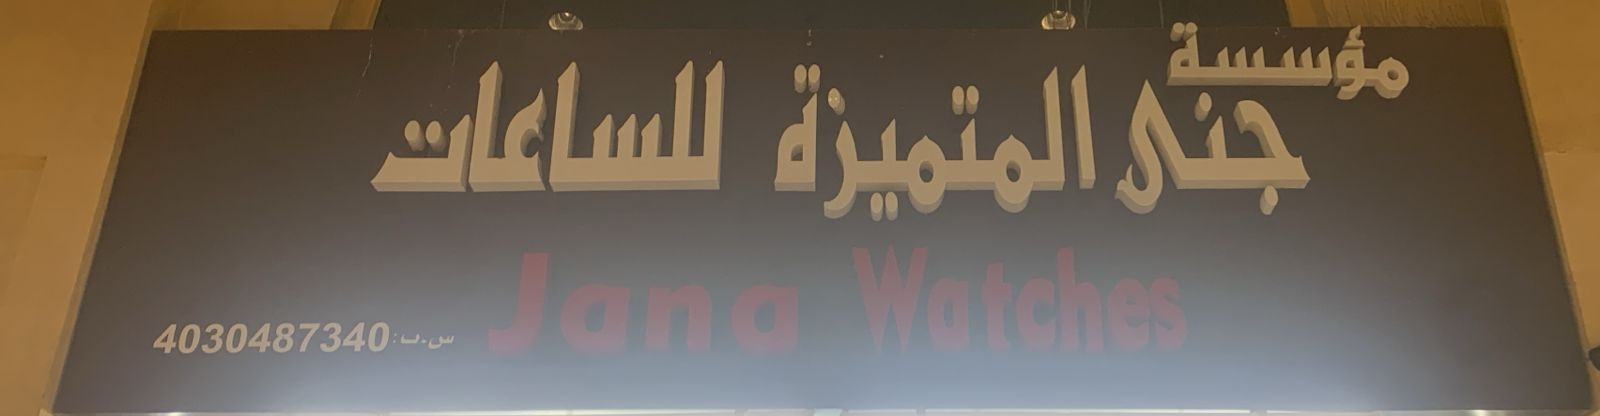 مؤسسة
جنى المتميزة للساعات
Jana Watches
س.ت: 4030487340